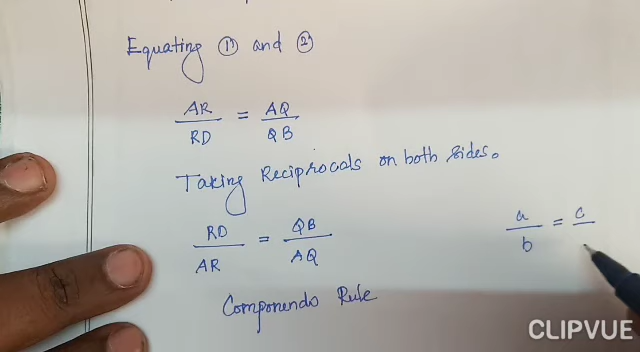 Equating ① and ②
AR/RD = AQ/QB
Taking Reciprocals on both sides.
RD/AR = QB/AQ
a/b = c/
Componendo Rule
CLIPVUE